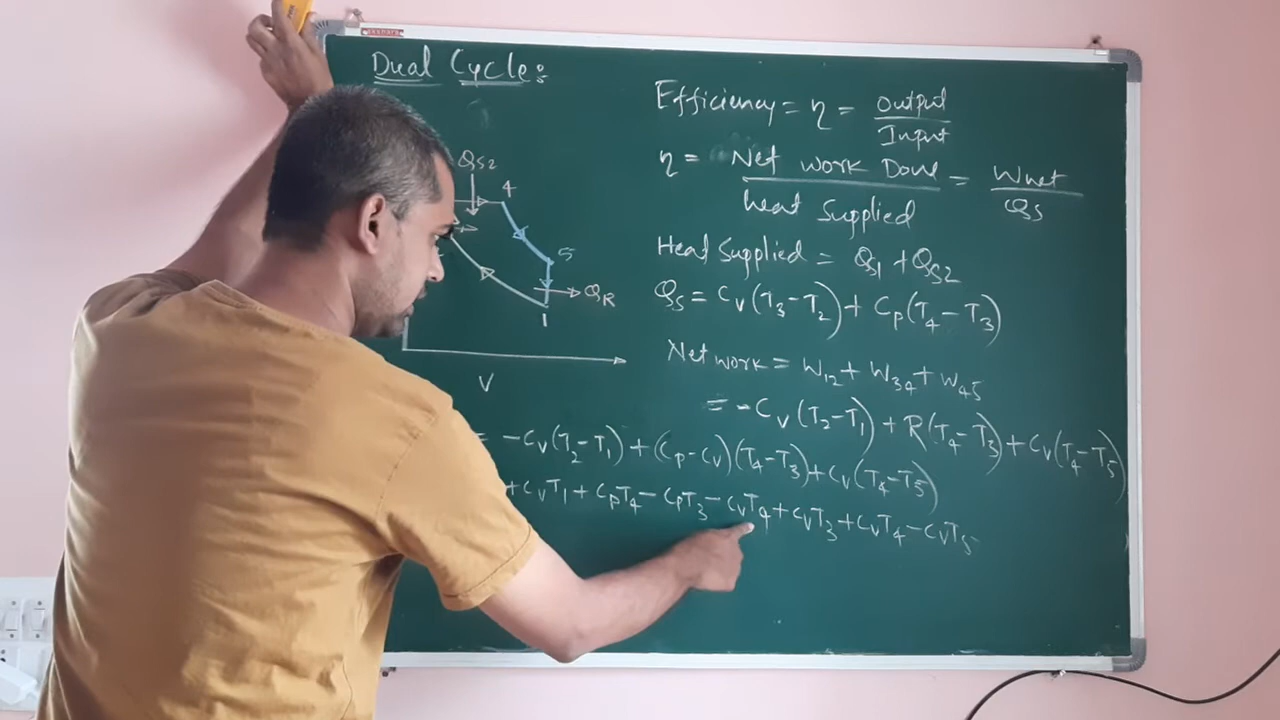 Dual Cycle:
Efficiency = η = Output / Input
η = Net work Done / heat Supplied = Wnet / Qs
Heat Supplied = Qs1 + Qs2
Qs = Cv(T3 - T2) + Cp(T4 - T3)
Net work = W12 + W34 + W45
= -Cv(T2 - T1) + R(T4 - T3) + Cv(T4 - T5)
= -Cv(T2 - T1) + (Cp - Cv)(T4 - T3) + Cv(T4 - T5)
+ CvT1 + CpT4 - CpT3 - CvT4 + CvT3 + CvT4 - CvT5
QS2
4
5
QR
1
V